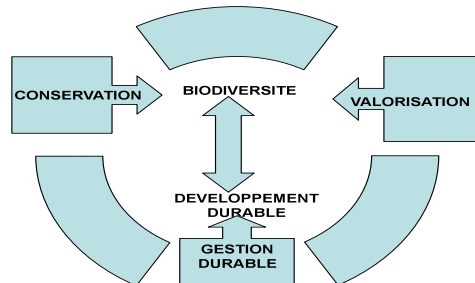 CONSERVATION
BIODIVERSITE
VALORISATION
DEVELOPPEMENT
DURABLE
GESTION
DURABLE